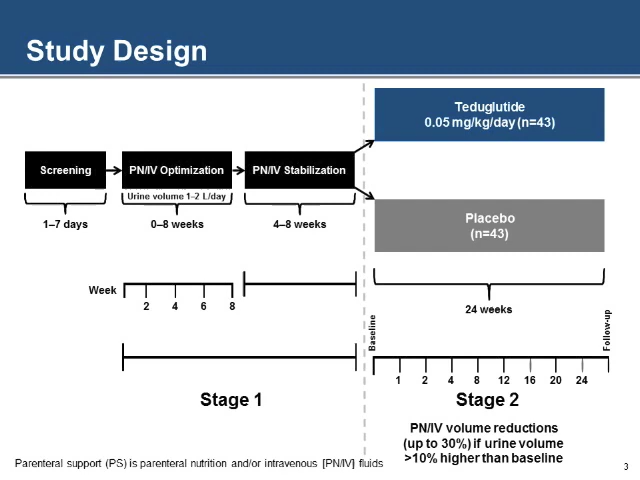 Study Design
Teduglutide
0.05 mg/kg/day (n=43)
Screening
PN/IV Optimization
PN/IV Stabilization
Urine volume 1–2 L/day
1–7 days
0–8 weeks
4–8 weeks
Placebo
(n=43)
Week
2 4 6 8
24 weeks
Baseline
Follow-up
1 2 4 8 12 16 20 24
Stage 1
Stage 2
PN/IV volume reductions
(up to 30%) if urine volume
>10% higher than baseline
Parenteral support (PS) is parenteral nutrition and/or intravenous [PN/IV] fluids
3